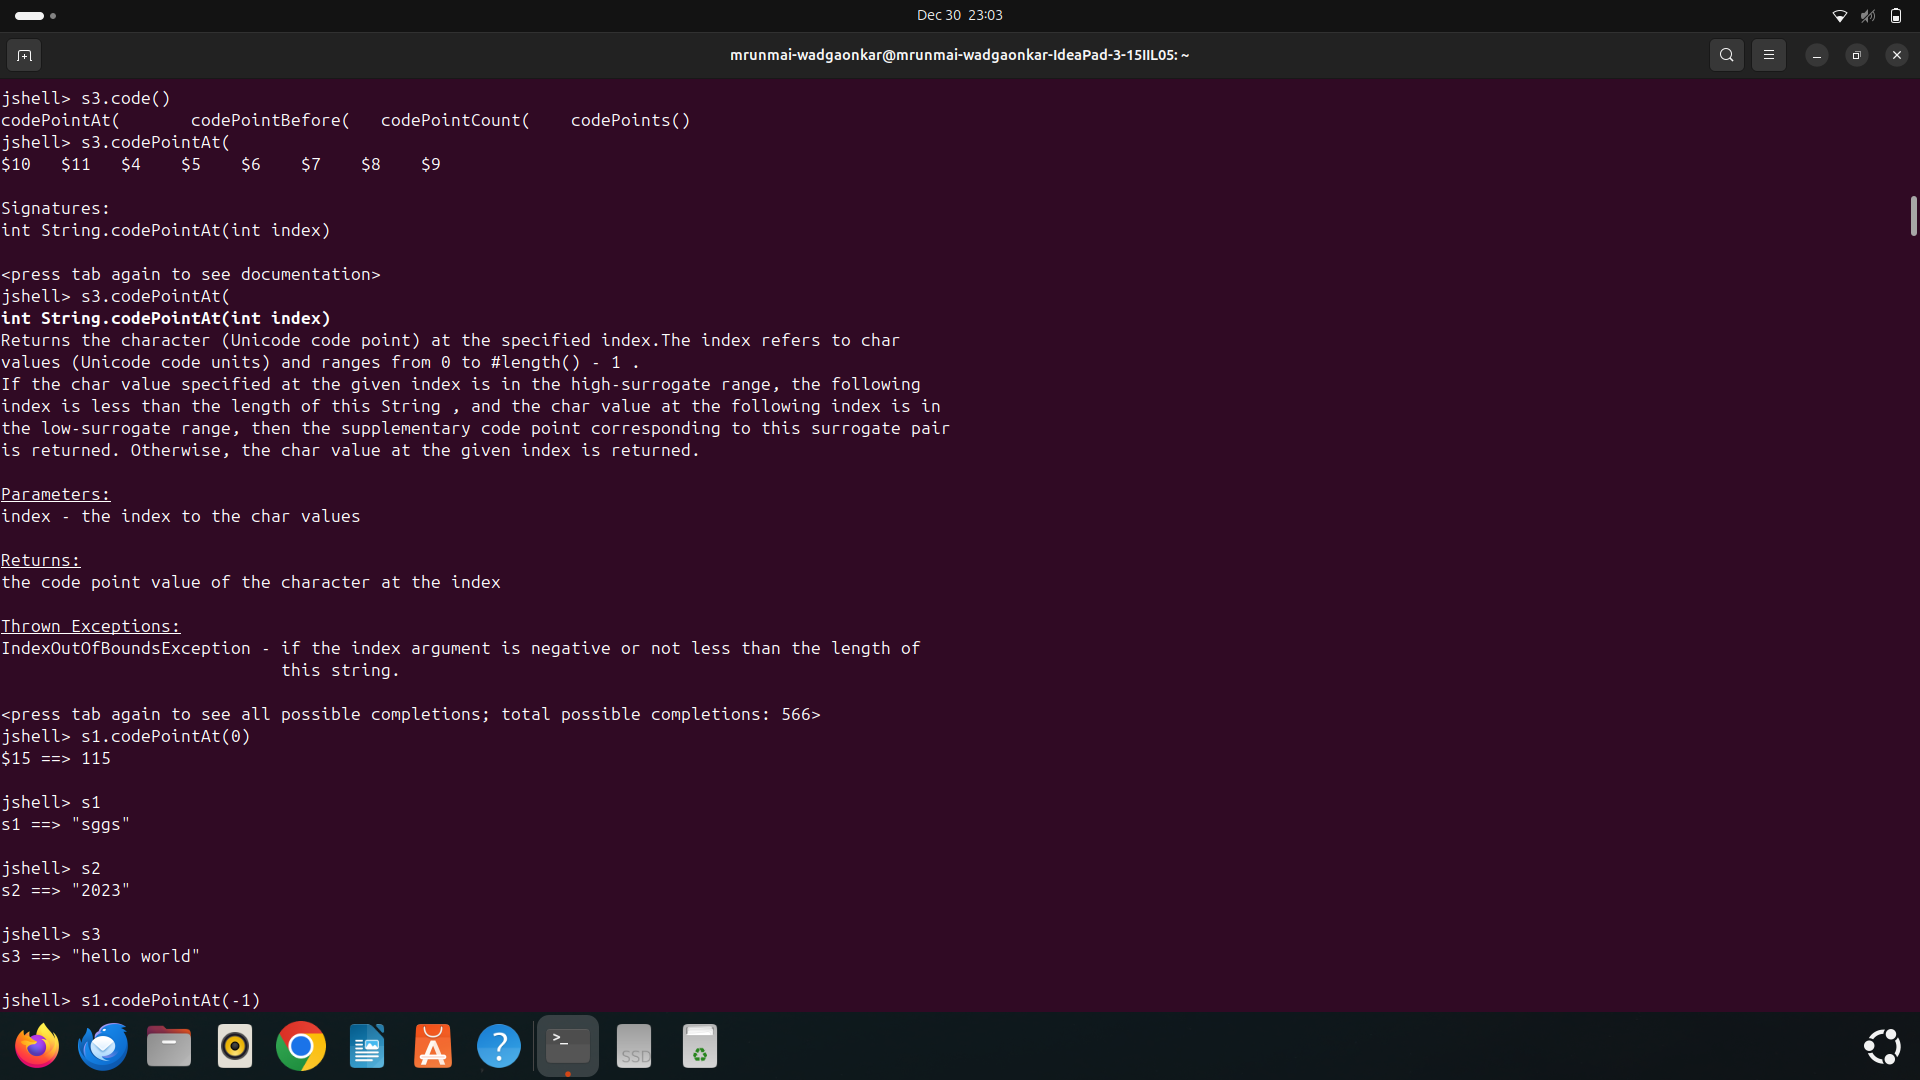 Dec 30 23:03
mrunmai-wadgaonkar@mrunmai-wadgaonkar-IdeaPad-3-15IIL05: ~
jshell> s3.code()
codePointAt( codePointBefore( codePointCount( codePoints()
jshell> s3.codePointAt(
$10 $11 $4 $5 $6 $7 $8 $9
Signatures:
int String.codePointAt(int index)
<press tab again to see documentation>
jshell> s3.codePointAt(
int String.codePointAt(int index)
Returns the character (Unicode code point) at the specified index.The index refers to char
values (Unicode code units) and ranges from 0 to #length() - 1 .
If the char value specified at the given index is in the high-surrogate range, the following
index is less than the length of this String , and the char value at the following index is in
the low-surrogate range, then the supplementary code point corresponding to this surrogate pair
is returned. Otherwise, the char value at the given index is returned.
Parameters:
index - the index to the char values
Returns:
the code point value of the character at the index
Thrown Exceptions:
IndexOutOfBoundsException - if the index argument is negative or not less than the length of
this string.
<press tab again to see all possible completions; total possible completions: 566>
jshell> s1.codePointAt(0)
$15 ==> 115
jshell> s1
s1 ==> "sggs"
jshell> s2
s2 ==> "2023"
jshell> s3
s3 ==> "hello world"
jshell> s1.codePointAt(-1)
SSD